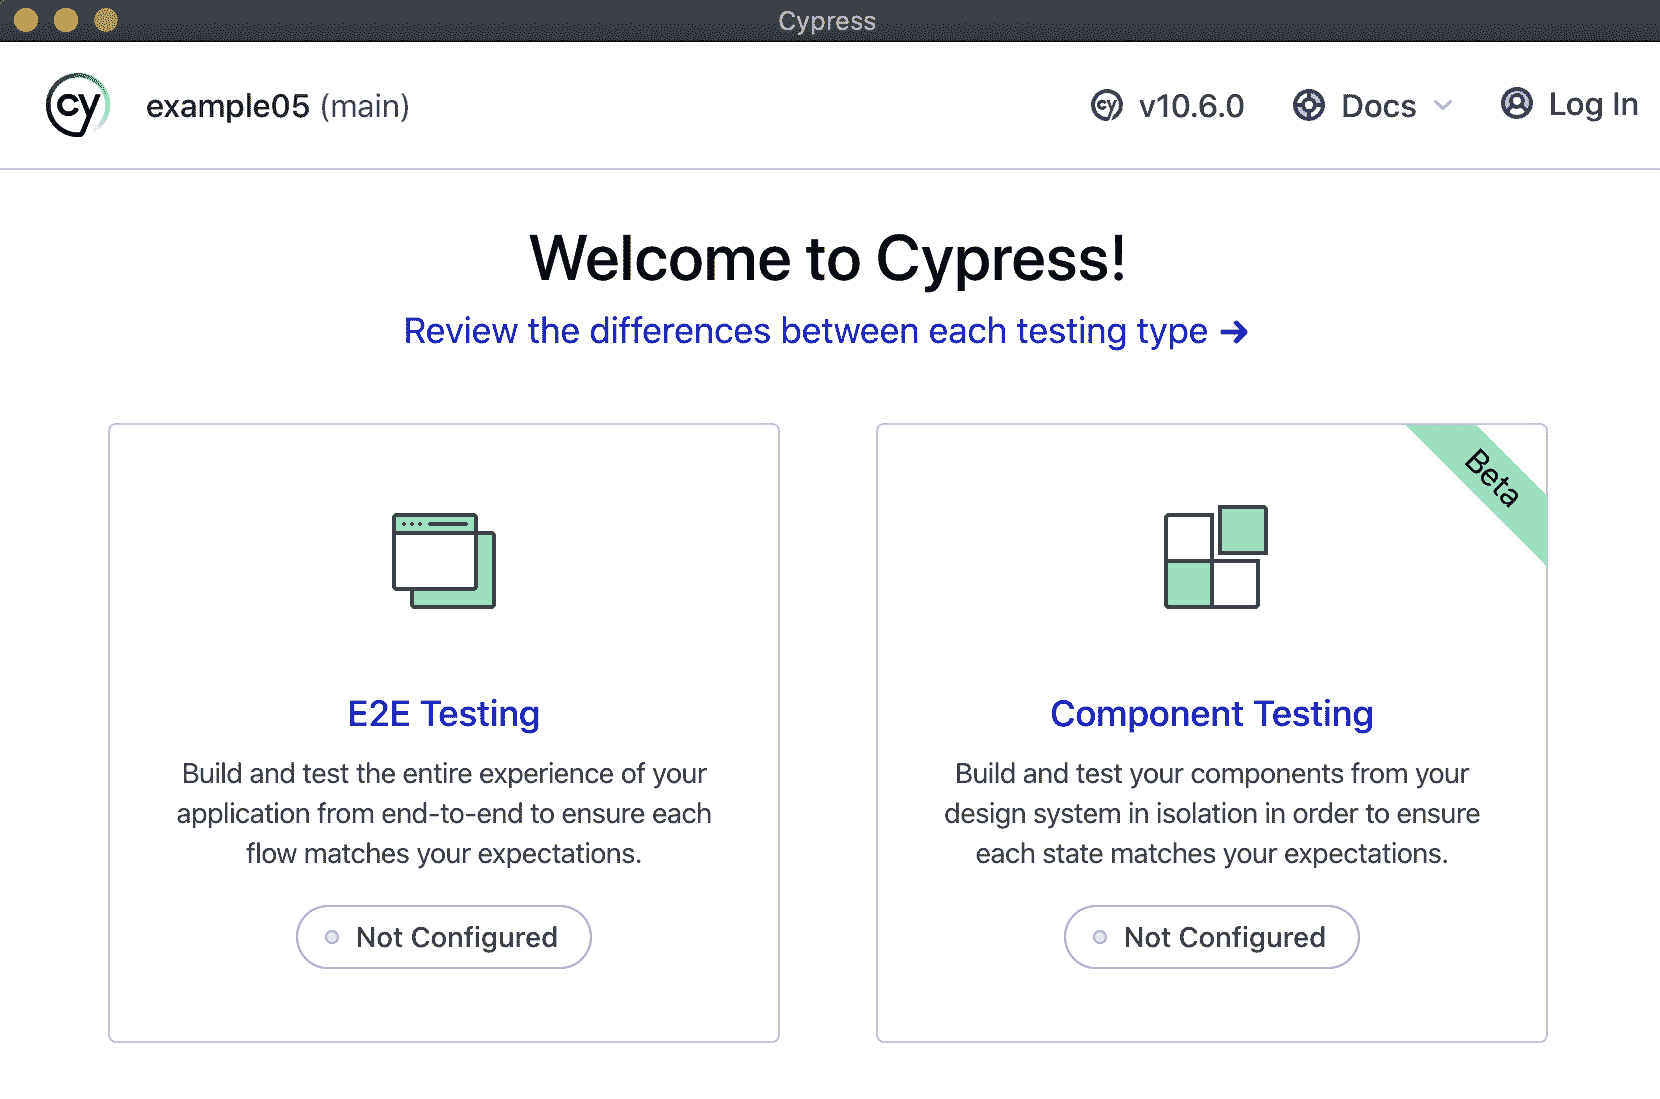 Cypress
cy example05 (main) cy v10.6.0 Docs Log In
Welcome to Cypress!
Review the differences between each testing type →
Beta
E2E Testing
Build and test the entire experience of your
application from end-to-end to ensure each
flow matches your expectations.
Not Configured
Component Testing
Build and test your components from your
design system in isolation in order to ensure
each state matches your expectations.
Not Configured